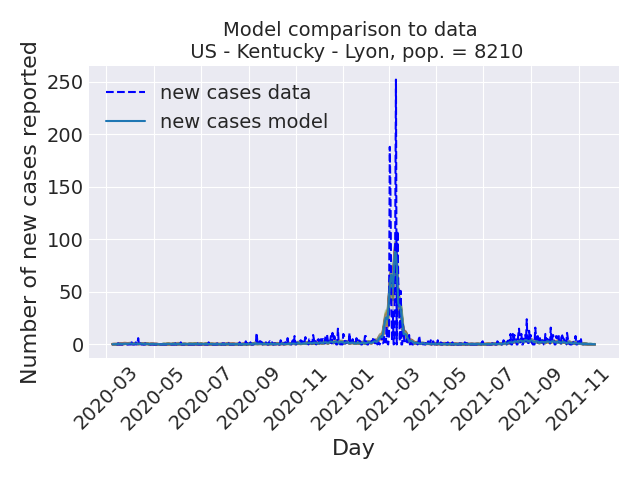 Model comparison to data
US - Kentucky - Lyon, pop. = 8210
Number of new cases reported
250
200
150
100
50
0
new cases data
new cases model
2020-03
2020-05
2020-07
2020-09
2020-11
2021-01
2021-03
2021-05
2021-07
2021-09
2021-11
Day